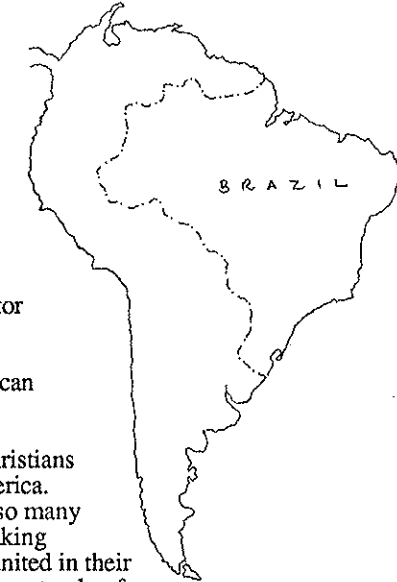 BRAZIL
tor
can
ristians
erica.
so many
king
nited in their